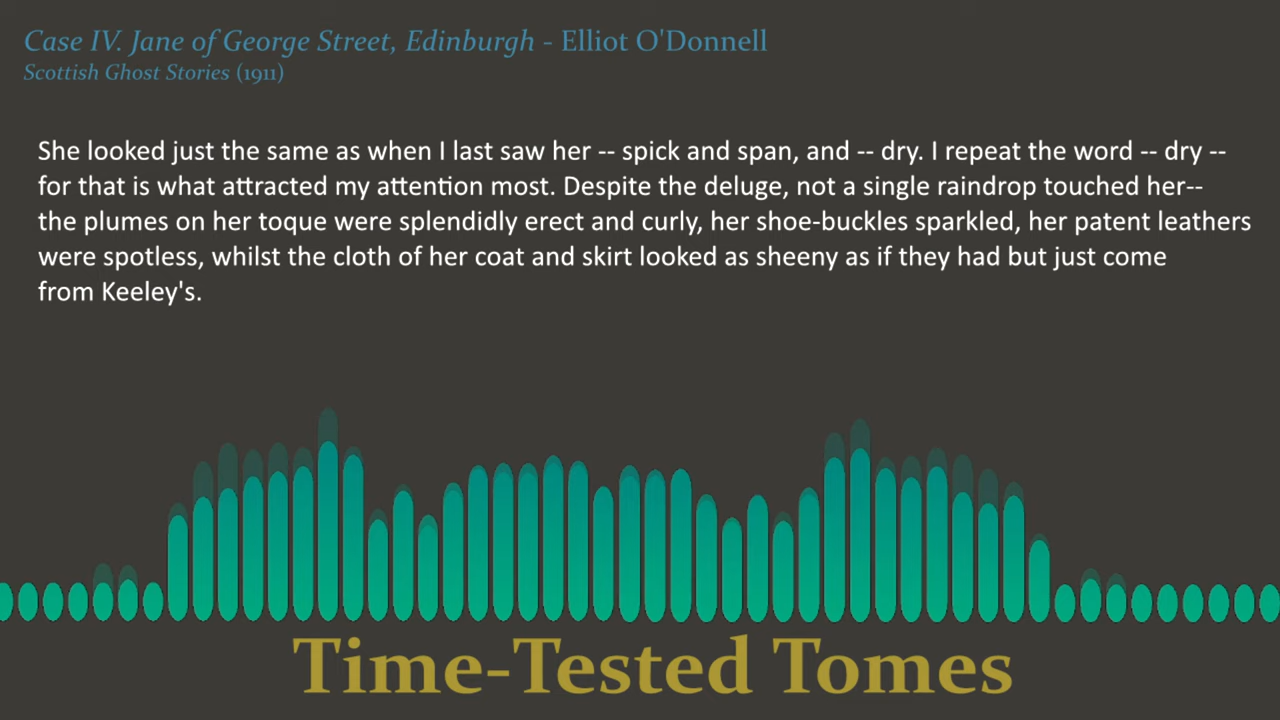 Case IV. Jane of George Street, Edinburgh - Elliot O'Donnell
Scottish Ghost Stories (1911)
She looked just the same as when I last saw her -- spick and span, and -- dry. I repeat the word -- dry --
for that is what attracted my attention most. Despite the deluge, not a single raindrop touched her--
the plumes on her toque were splendidly erect and curly, her shoe-buckles sparkled, her patent leathers
were spotless, whilst the cloth of her coat and skirt looked as sheeny as if they had but just come
from Keeley's.
Time-Tested Tomes